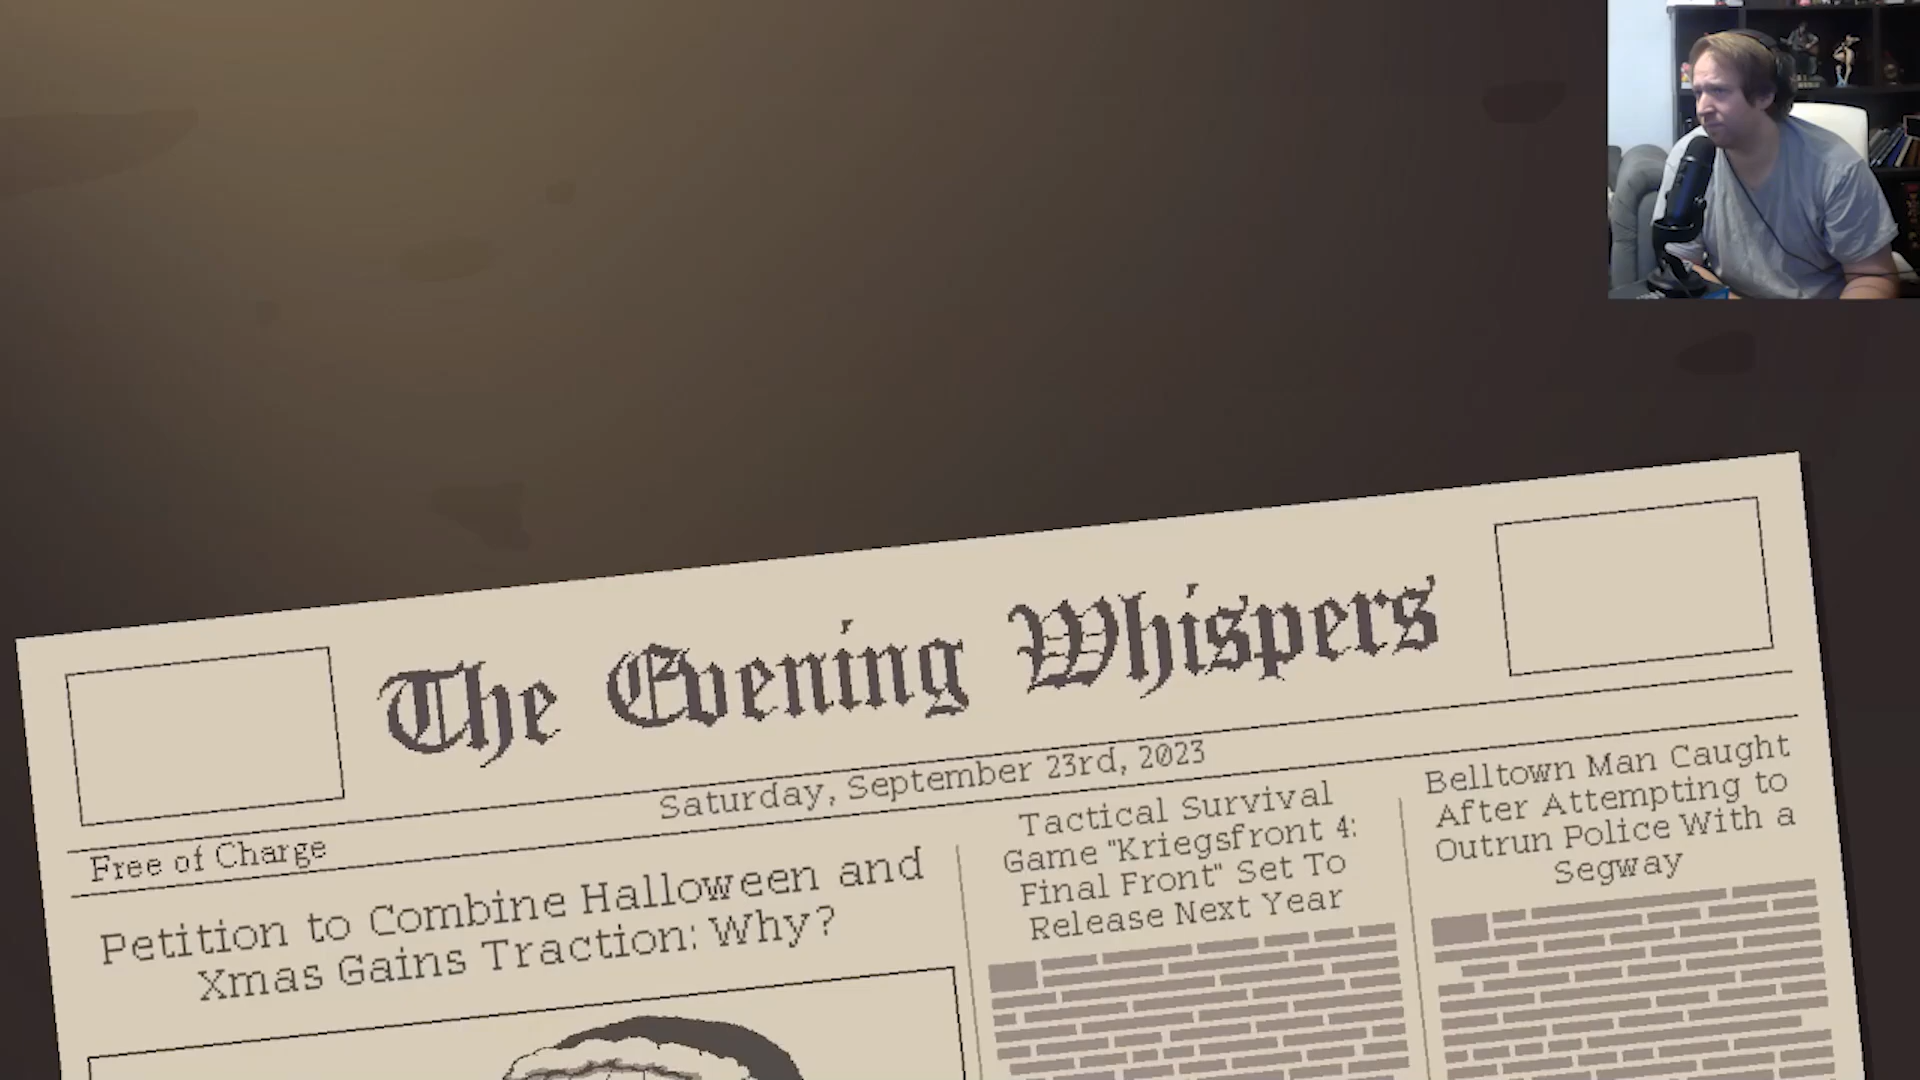 The Evening Whispers
Saturday, September 23rd, 2023
Free of Charge
Petition to Combine Halloween and
Xmas Gains Traction: Why?
Tactical Survival
Game "Kriegsfront 4:
Final Front" Set To
Release Next Year
Belltown Man Caught
After Attempting to
Outrun Police With a
Segway